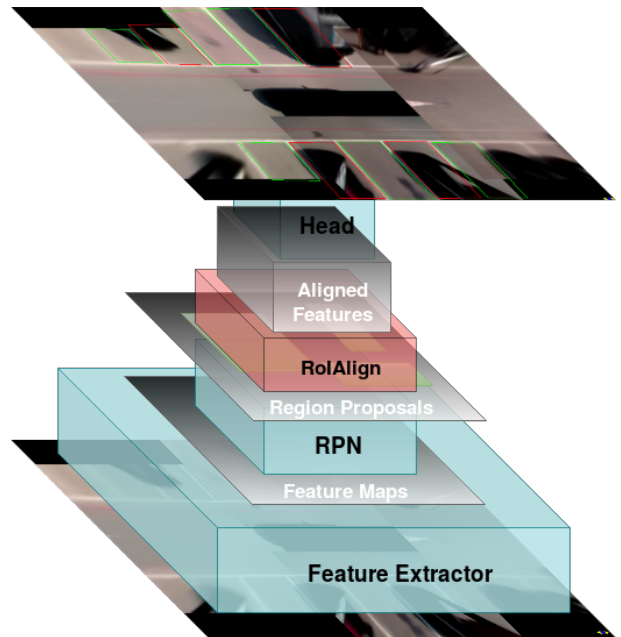 Head
Aligned
Features
RoIAlign
Region Proposals
RPN
Feature Maps
Feature Extractor